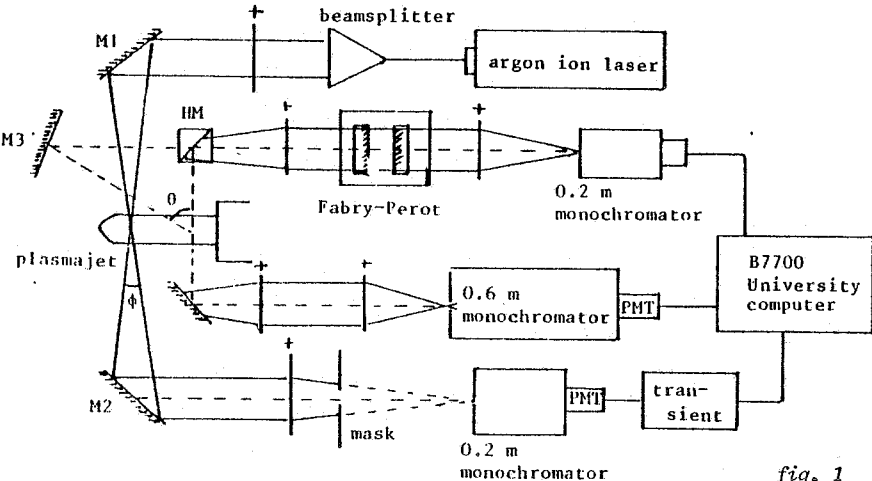 beamsplitter
M1
argon ion laser
HM
M3
0.2 m
monochromator
Fabry-Perot
θ
plasmajet
B7700
University
computer
0.6 m
monochromator
PMT
ϕ
M2
PMT
tran-
sient
mask
0.2 m
monochromator
fig. 1